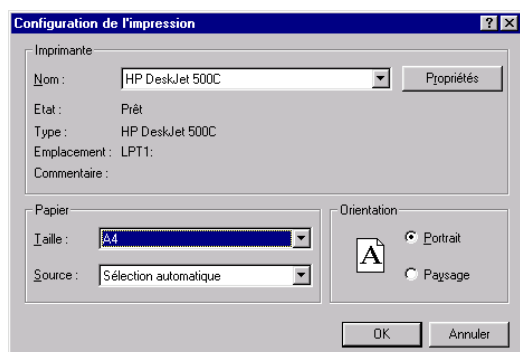 Configuration de l'impression
Imprimante
Nom : HP DeskJet 500C Propriétés
Etat : Prêt
Type : HP DeskJet 500C
Emplacement : LPT1:
Commentaire :
Papier
Taille : A4
Source : Sélection automatique
Orientation
A
Portrait
Paysage
OK Annuler